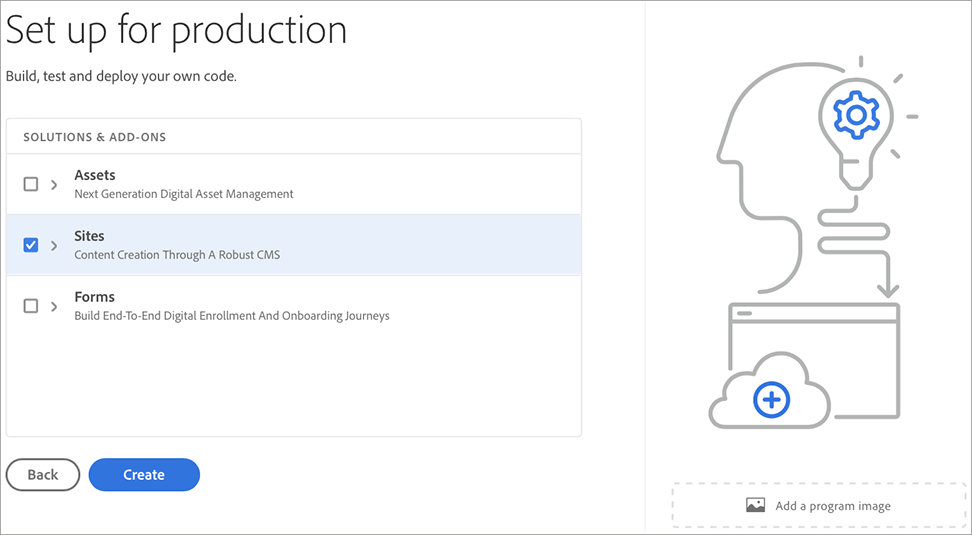 Set up for production
Build, test and deploy your own code.
SOLUTIONS & ADD-ONS
Assets
Next Generation Digital Asset Management
Sites
Content Creation Through A Robust CMS
Forms
Build End-To-End Digital Enrollment And Onboarding Journeys
Back
Create
Add a program image